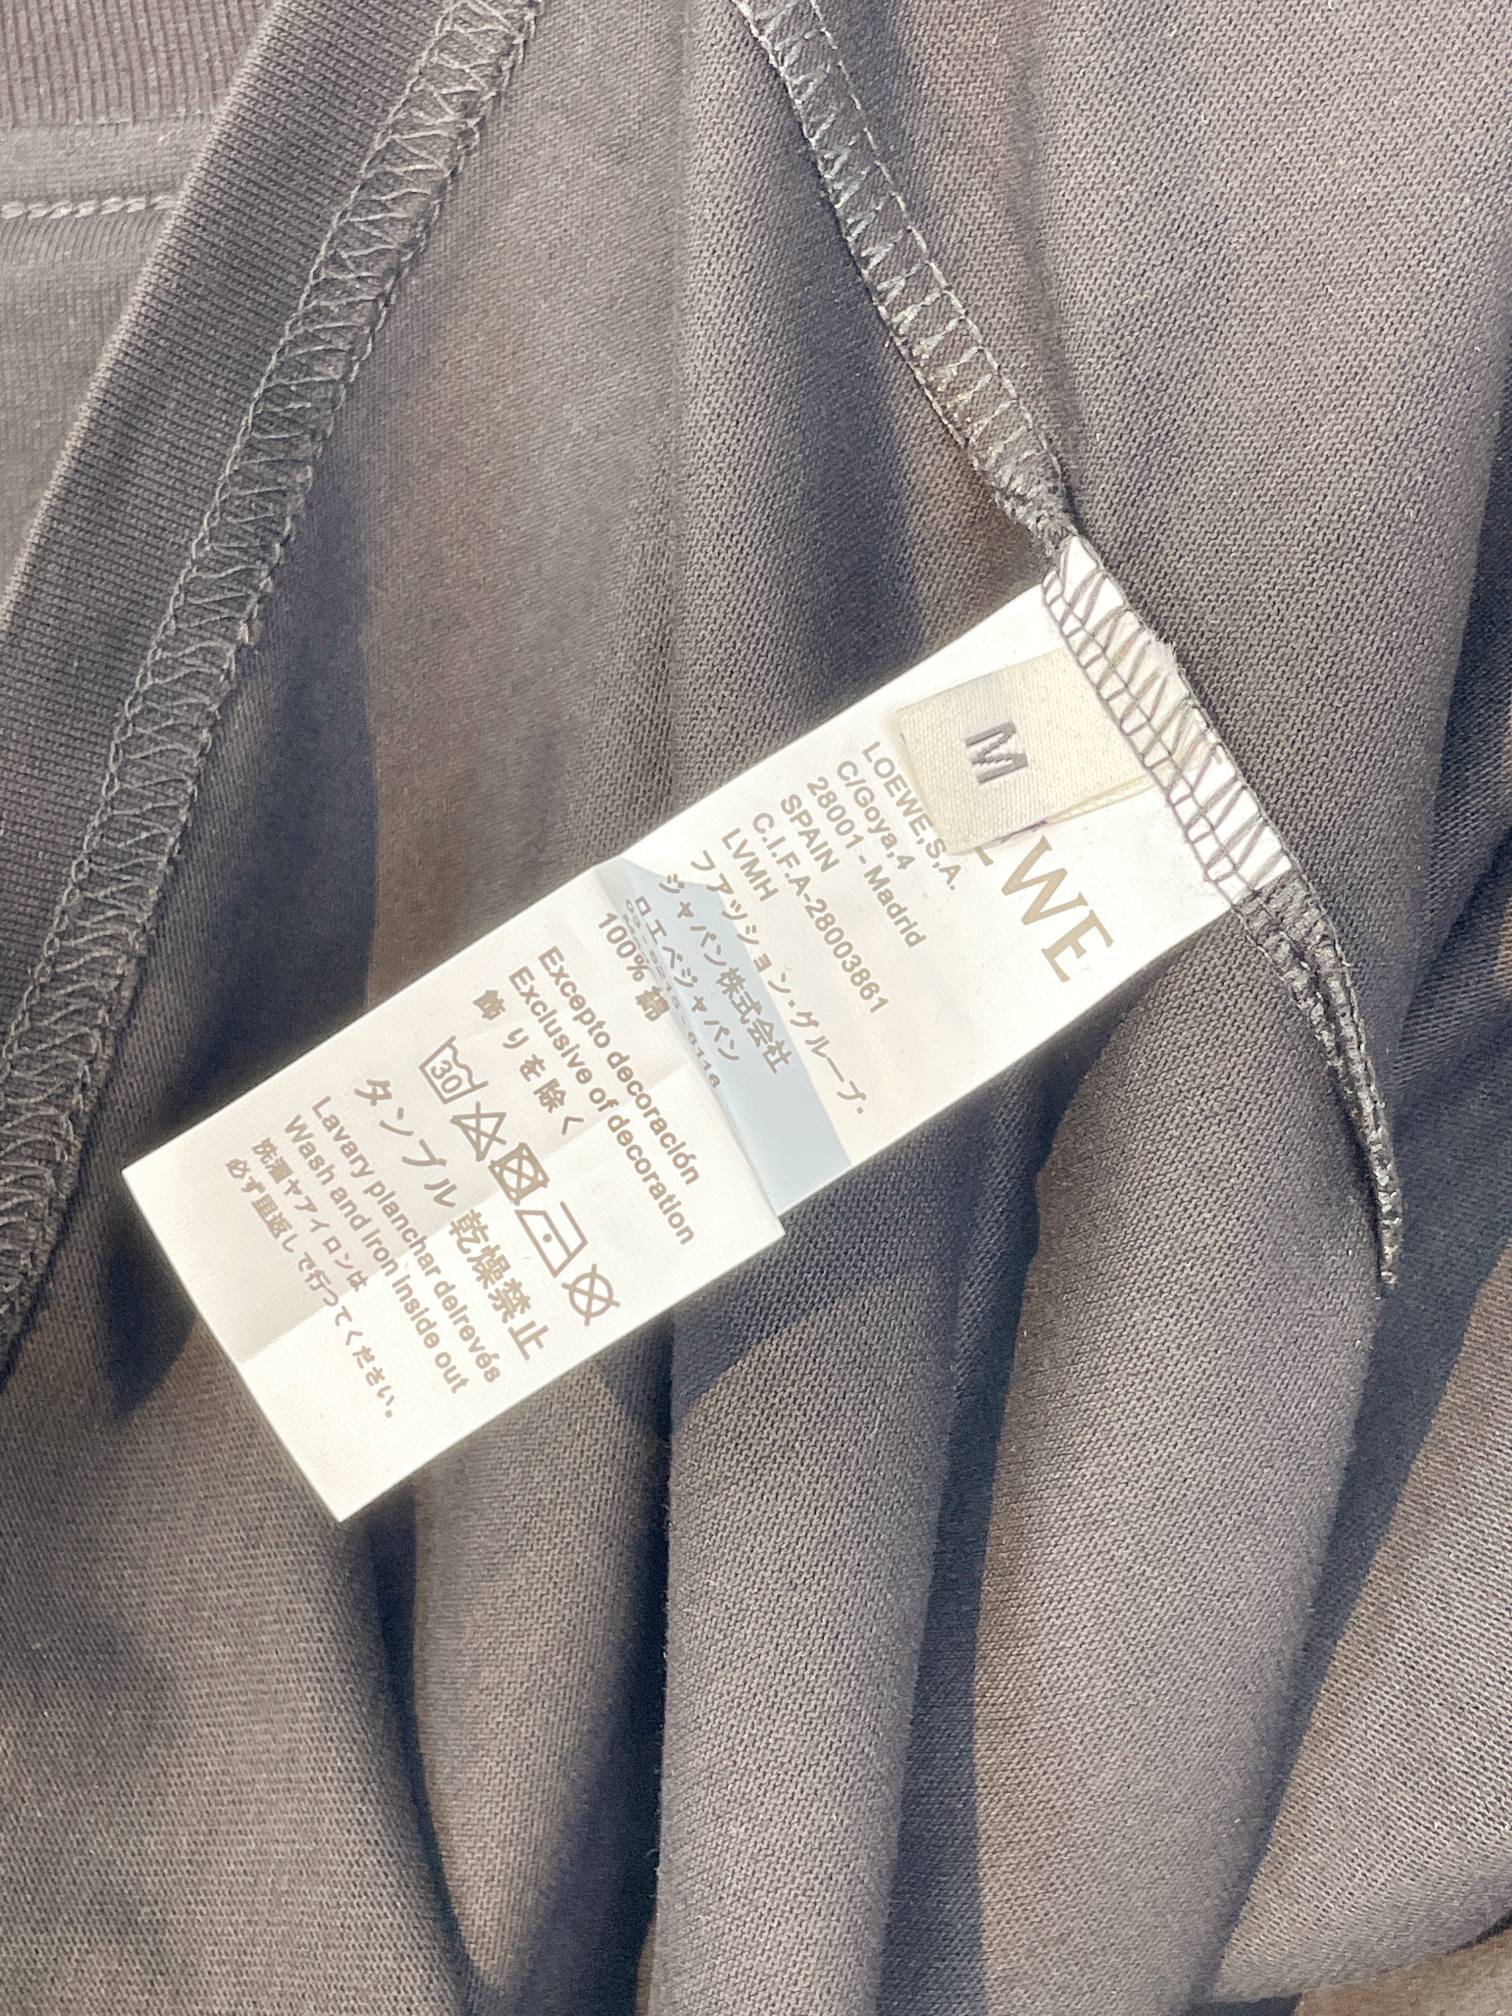 M
EWE
LOEWE,S.A.
C/Goya,4
28001 - Madrid
SPAIN
C.I.F.A-28003861
LVMH
ファッション・グループ・
ジャパン株式会社
ロエベジャパン
100% 綿
Excepto decoración
Exclusive of decoration
飾りを除く
30
タンブル 乾燥禁止
Lavary planchar delrevés
Wash and iron inside out
洗濯ヤアイロンは
必ず里返しで行ってください。